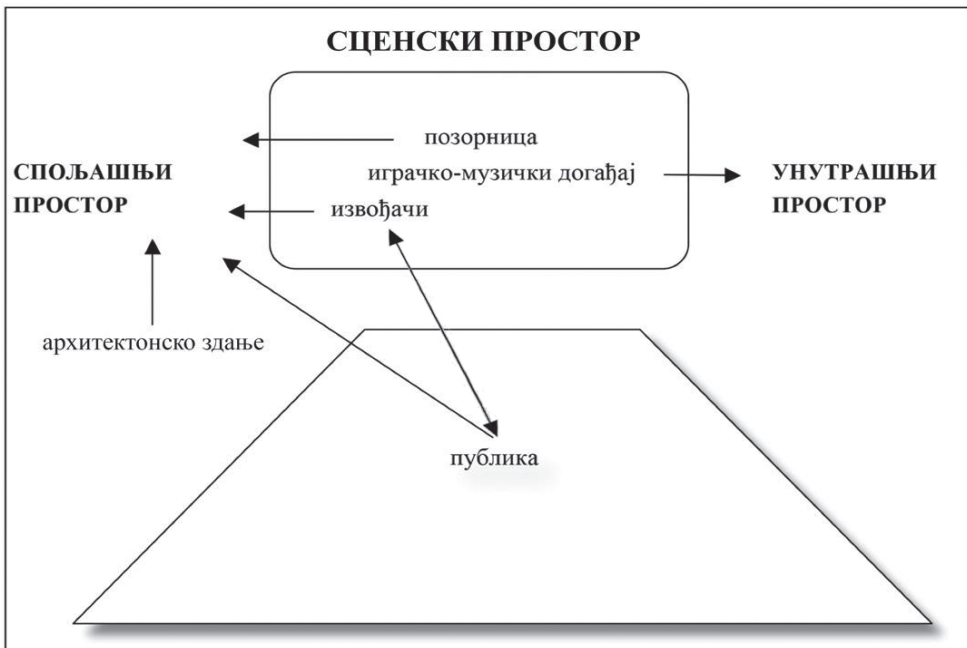 СЦЕНСКИ ПРОСТОР
позорница
СПОЉАШЊИ
ПРОСТОР
играчко-музички догађај
УНУТРАШЊИ
ПРОСТОР
извођачи
архитектонско здање
публика